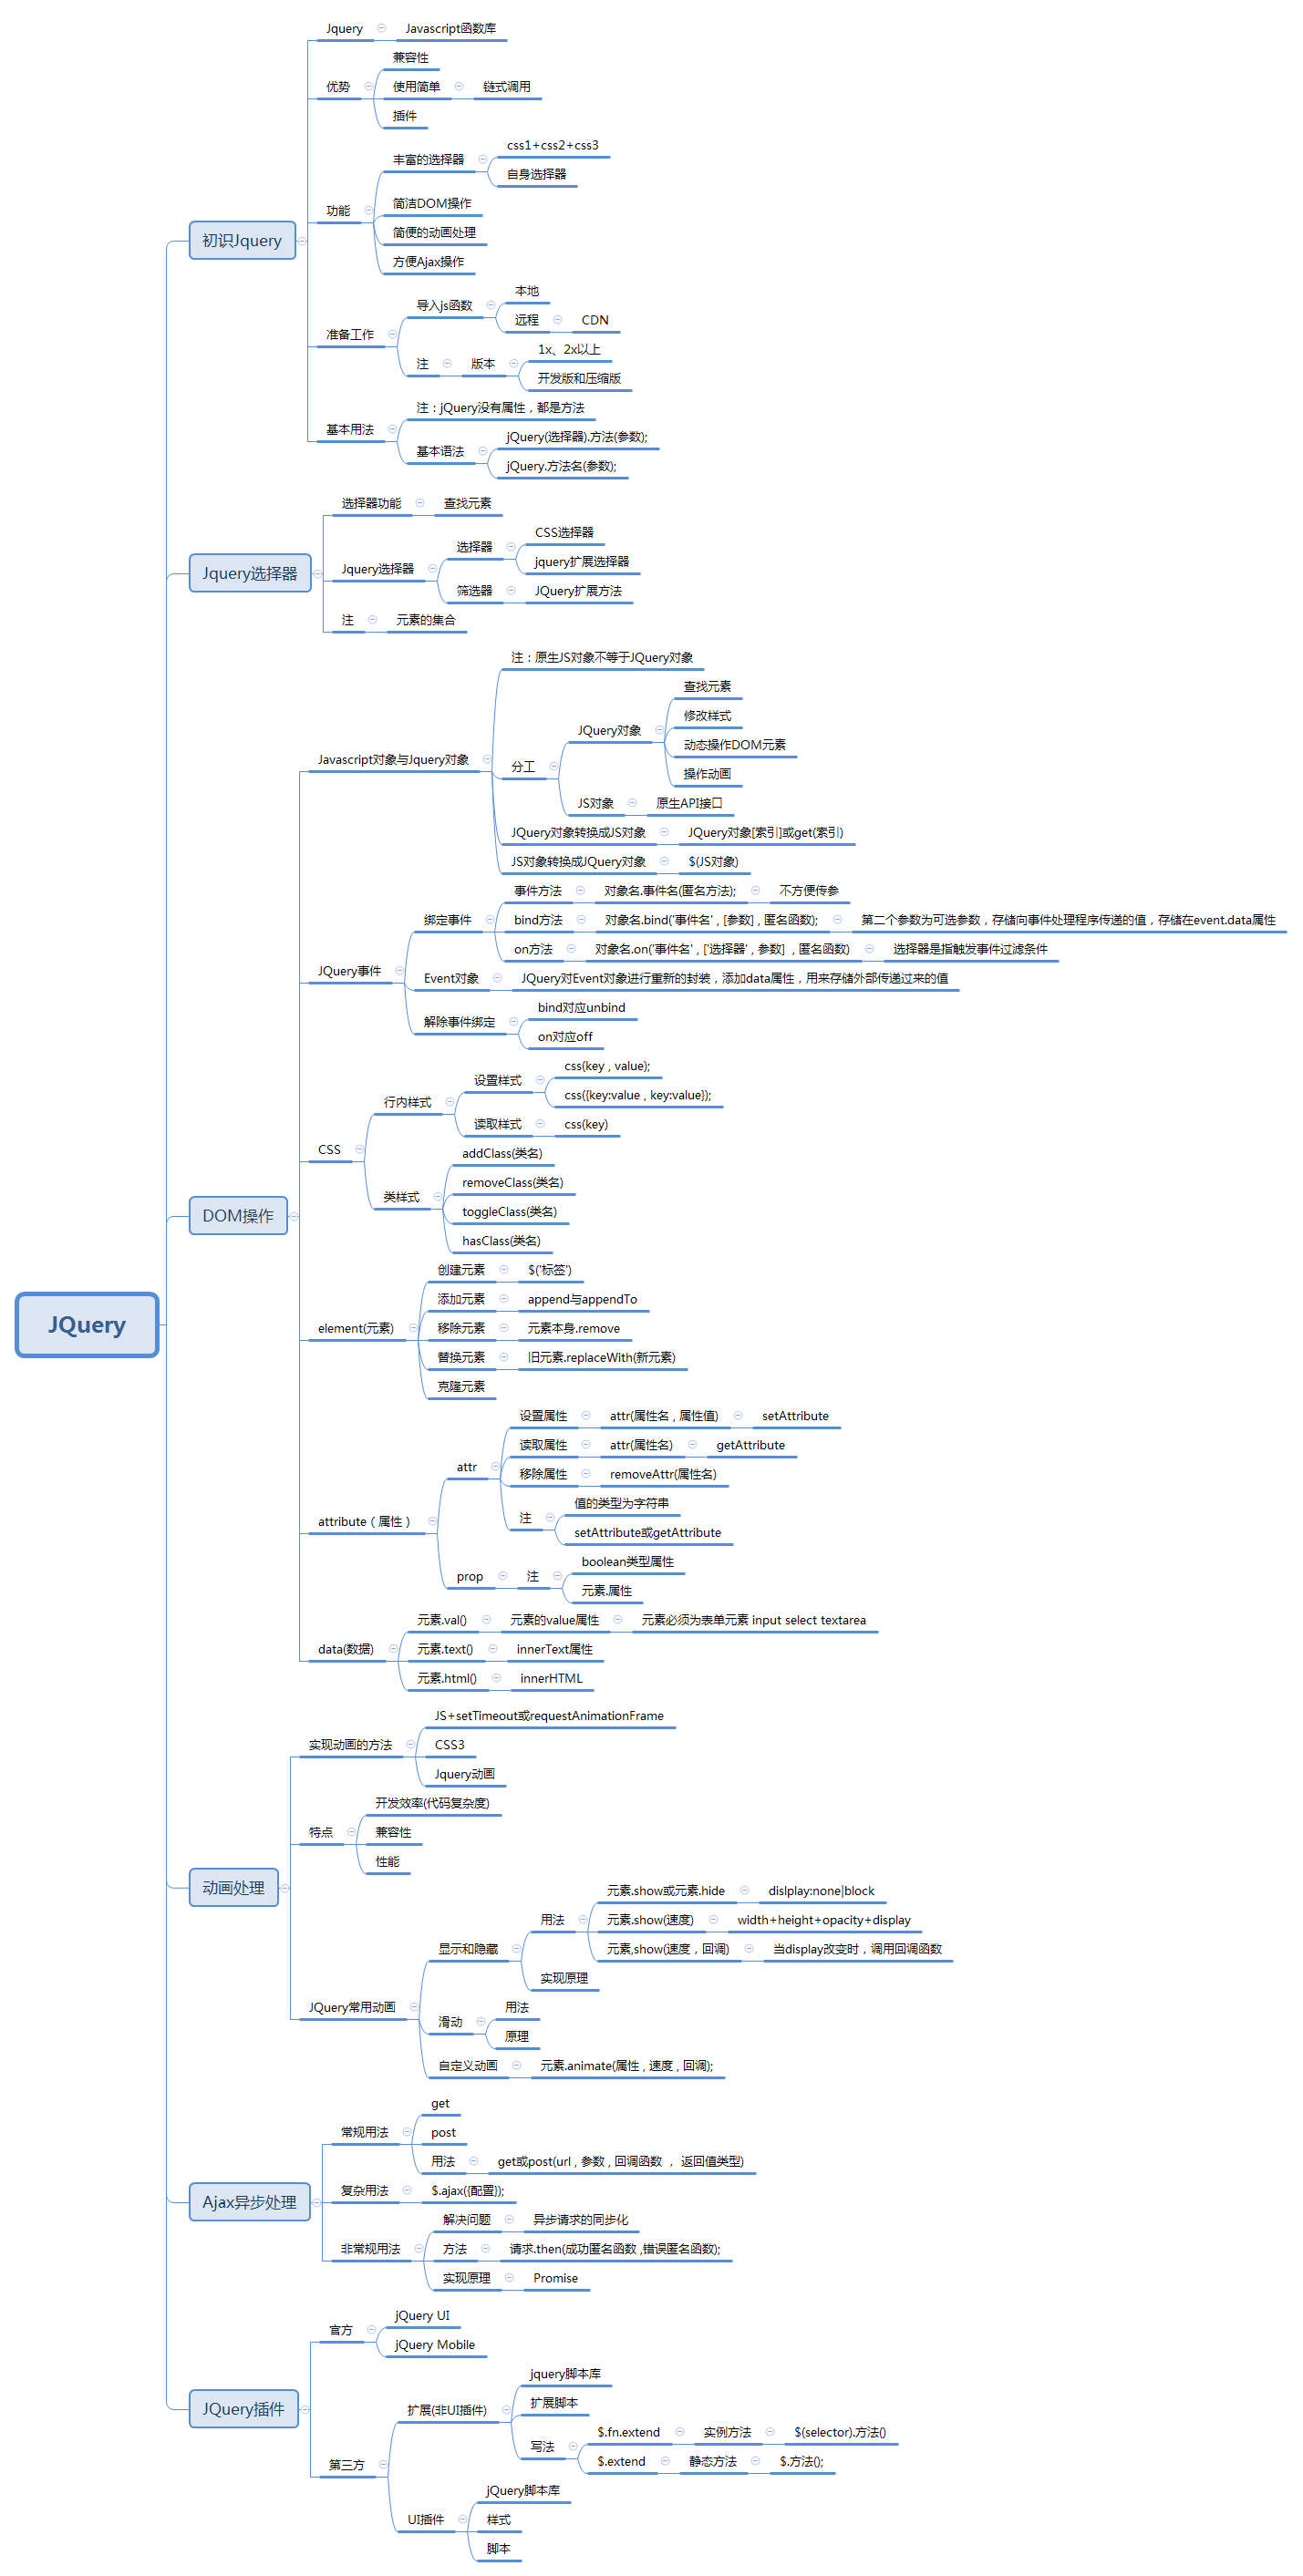 JQuery
初识Jquery
Jquery
Javascript函数库
优势
兼容性
使用简单
链式调用
插件
功能
丰富的选择器
css1+css2+css3
自身选择器
简洁DOM操作
简便的动画处理
方便Ajax操作
准备工作
导入js函数
本地
远程
CDN
注
版本
1x、2x以上
开发版和压缩版
基本用法
注：jQuery没有属性，都是方法
基本语法
jQuery(选择器).方法(参数);
jQuery.方法名(参数);
Jquery选择器
选择器功能
查找元素
Jquery选择器
选择器
CSS选择器
jquery扩展选择器
筛选器
JQuery扩展方法
注
元素的集合
DOM操作
Javascript对象与Jquery对象
注：原生JS对象不等于JQuery对象
分工
JQuery对象
查找元素
修改样式
动态操作DOM元素
操作动画
JS对象
原生API接口
JQuery对象转换成JS对象
JQuery对象[索引]或get(索引)
JS对象转换成JQuery对象
$(JS对象)
JQuery事件
绑定事件
事件方法
对象名.事件名(匿名方法);
不方便传参
bind方法
对象名.bind('事件名' , [参数] , 匿名函数);
第二个参数为可选参数，存储向事件处理程序传递的值，存储在event.data属性
on方法
对象名.on('事件名' , ['选择器' , 参数] , 匿名函数)
选择器是指触发事件过滤条件
Event对象
JQuery对Event对象进行重新的封装，添加data属性，用来存储外部传递过来的值
解除事件绑定
bind对应unbind
on对应off
CSS
行内样式
设置样式
css(key , value);
css({key:value , key:value});
读取样式
css(key)
类样式
addClass(类名)
removeClass(类名)
toggleClass(类名)
hasClass(类名)
element(元素)
创建元素
$('标签')
添加元素
append与appendTo
移除元素
元素本身.remove
替换元素
旧元素.replaceWith(新元素)
克隆元素
attribute（属性）
attr
设置属性
attr(属性名 , 属性值)
setAttribute
读取属性
attr(属性名)
getAttribute
移除属性
removeAttr(属性名)
注
值的类型为字符串
setAttribute或getAttribute
prop
注
boolean类型属性
元素.属性
data(数据)
元素.val()
元素的value属性
元素必须为表单元素 input select textarea
元素.text()
innerText属性
元素.html()
innerHTML
动画处理
实现动画的方法
JS+setTimeout或requestAnimationFrame
CSS3
Jquery动画
特点
开发效率(代码复杂度)
兼容性
性能
JQuery常用动画
显示和隐藏
用法
元素.show或元素.hide
dislplay:none|block
元素.show(速度)
width+height+opacity+display
元素,show(速度，回调)
当display改变时，调用回调函数
实现原理
滑动
用法
原理
自定义动画
元素.animate(属性 , 速度 , 回调);
Ajax异步处理
常规用法
get
post
用法
get或post(url , 参数 , 回调函数 ， 返回值类型)
复杂用法
$.ajax({配置});
非常规用法
解决问题
异步请求的同步化
方法
请求.then(成功匿名函数 ,错误匿名函数);
实现原理
Promise
JQuery插件
官方
jQuery UI
jQuery Mobile
第三方
扩展(非UI插件)
jquery脚本库
扩展脚本
写法
$.fn.extend
实例方法
$(selector).方法()
$.extend
静态方法
$.方法();
UI插件
jQuery脚本库
样式
脚本